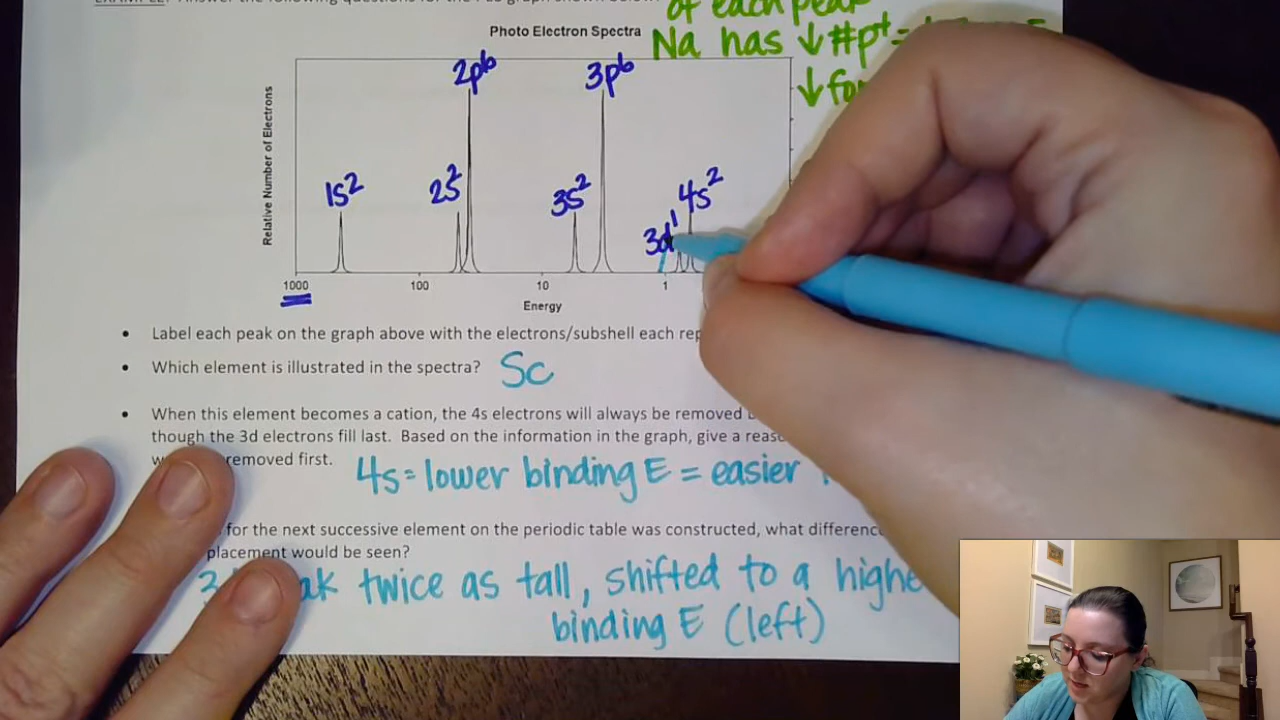 of each peak
Photo Electron Spectra
Na has ↓ #p⁺ =
↓ for
2p6
3p6
1s2
2s2
3s2
4s2
3d1
Relative Number of Electrons
1000
100
10
1
Energy
• Label each peak on the graph above with the electrons/subshell each
• Which element is illustrated in the spectra? Sc
• When this element becomes a cation, the 4s electrons will always be removed
though the 3d electrons fill last. Based on the information in the graph, give a
removed first. 4s = lower binding E = easier
for the next successive element on the periodic table was constructed, what
placement would be seen?
twice as tall, shifted to a
binding E (left)